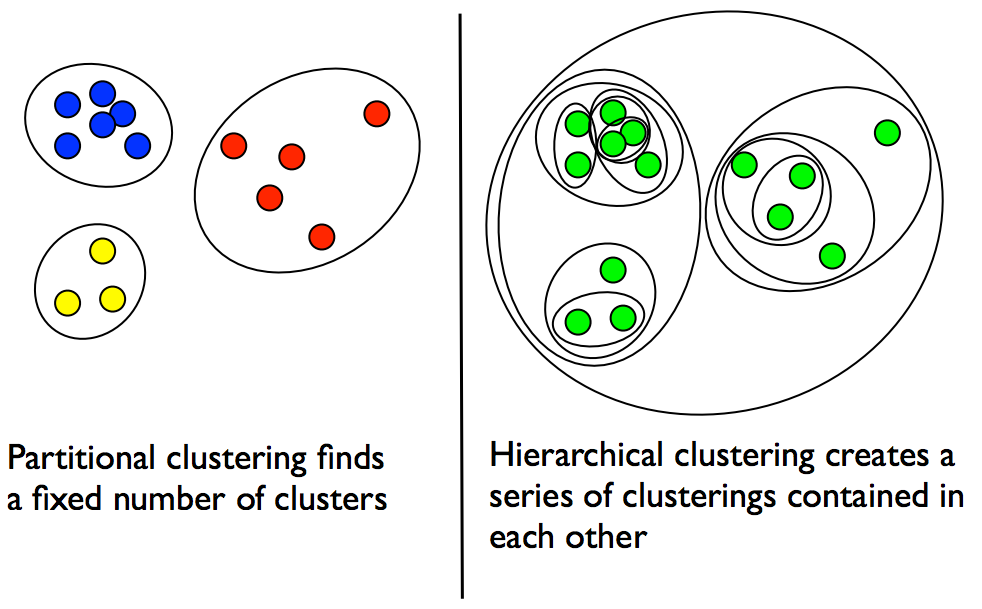 Partitional clustering finds
a fixed number of clusters
Hierarchical clustering creates a
series of clusterings contained in
each other